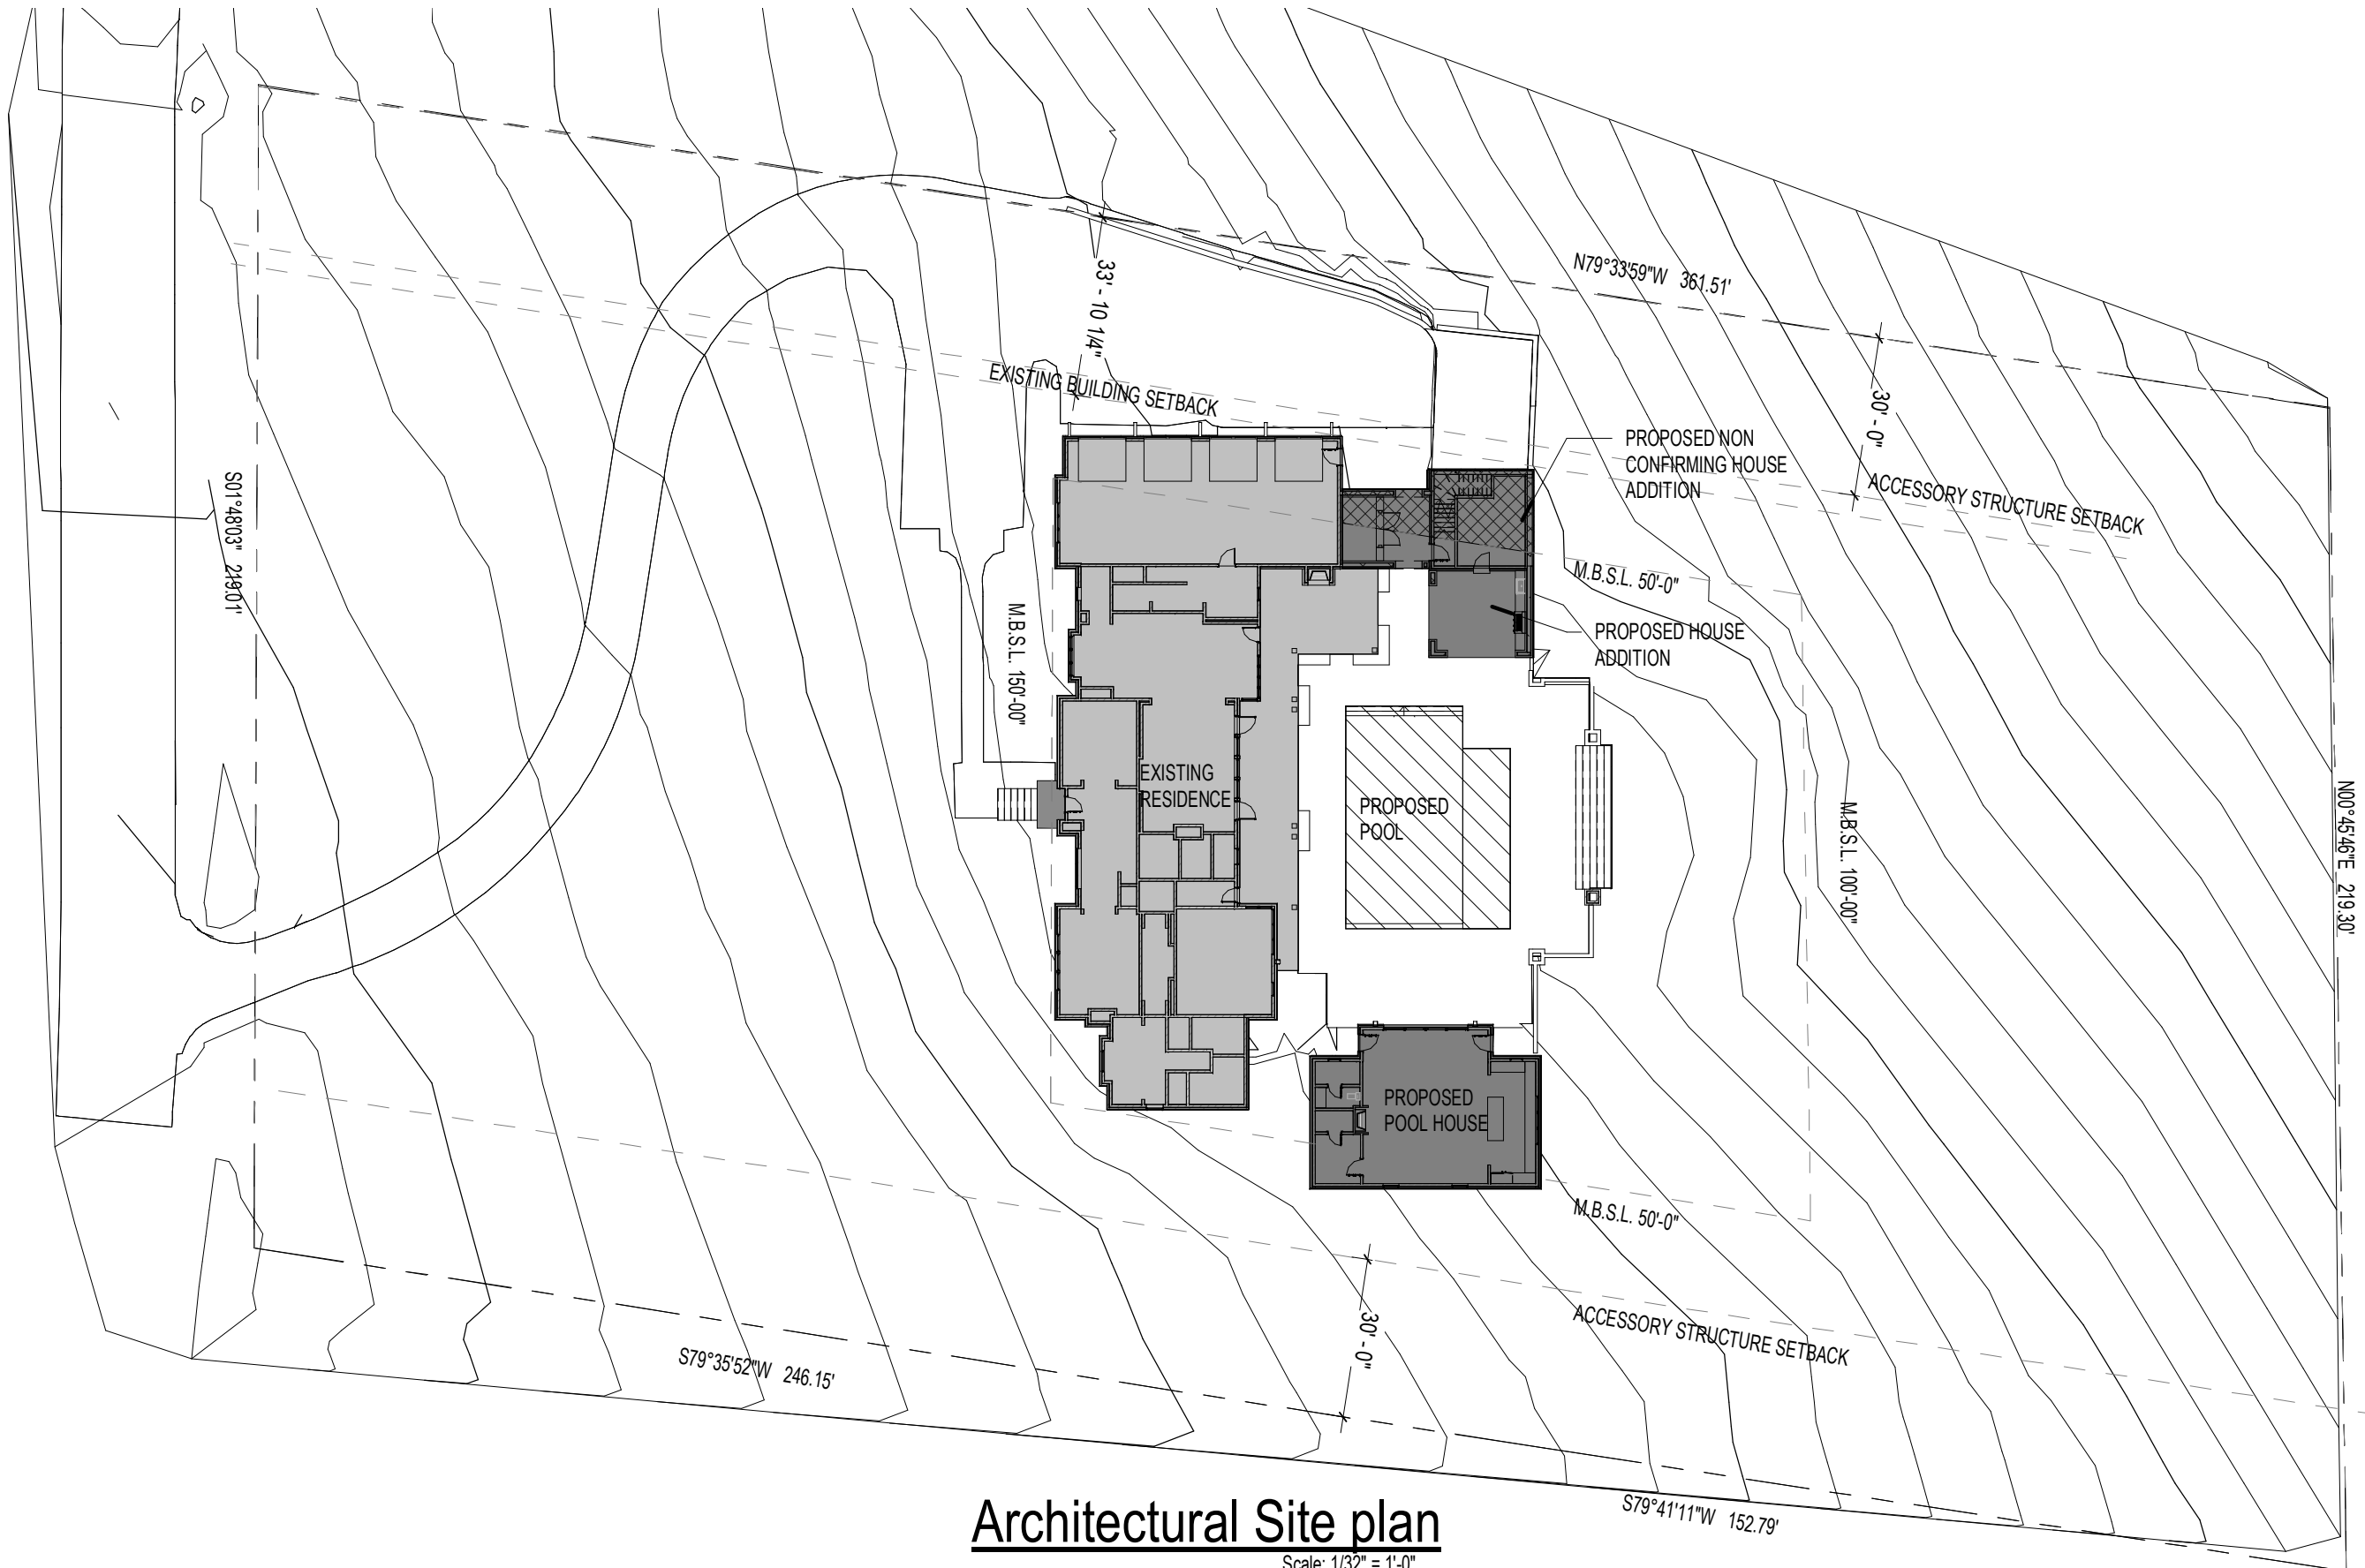 N79°33'59"W 361.51'
33' - 10 1/4"
EXISTING BUILDING SETBACK
30' - 0"
PROPOSED NON
CONFIRMING HOUSE
ADDITION
ACCESSORY STRUCTURE SETBACK
S01°48'03" 219.01'
M.B.S.L. 50'-0"
M.B.S.L. 150'-00"
PROPOSED HOUSE
ADDITION
EXISTING
RESIDENCE
PROPOSED
POOL
M.B.S.L. 100'-00"
N00°45'46"E 219.30'
PROPOSED
POOL HOUSE
M.B.S.L. 50'-0"
30' - 0"
ACCESSORY STRUCTURE SETBACK
S79°35'52"W 246.15'
S79°41'11"W 152.79'
Architectural Site plan
Scale: 1/32" = 1'-0"